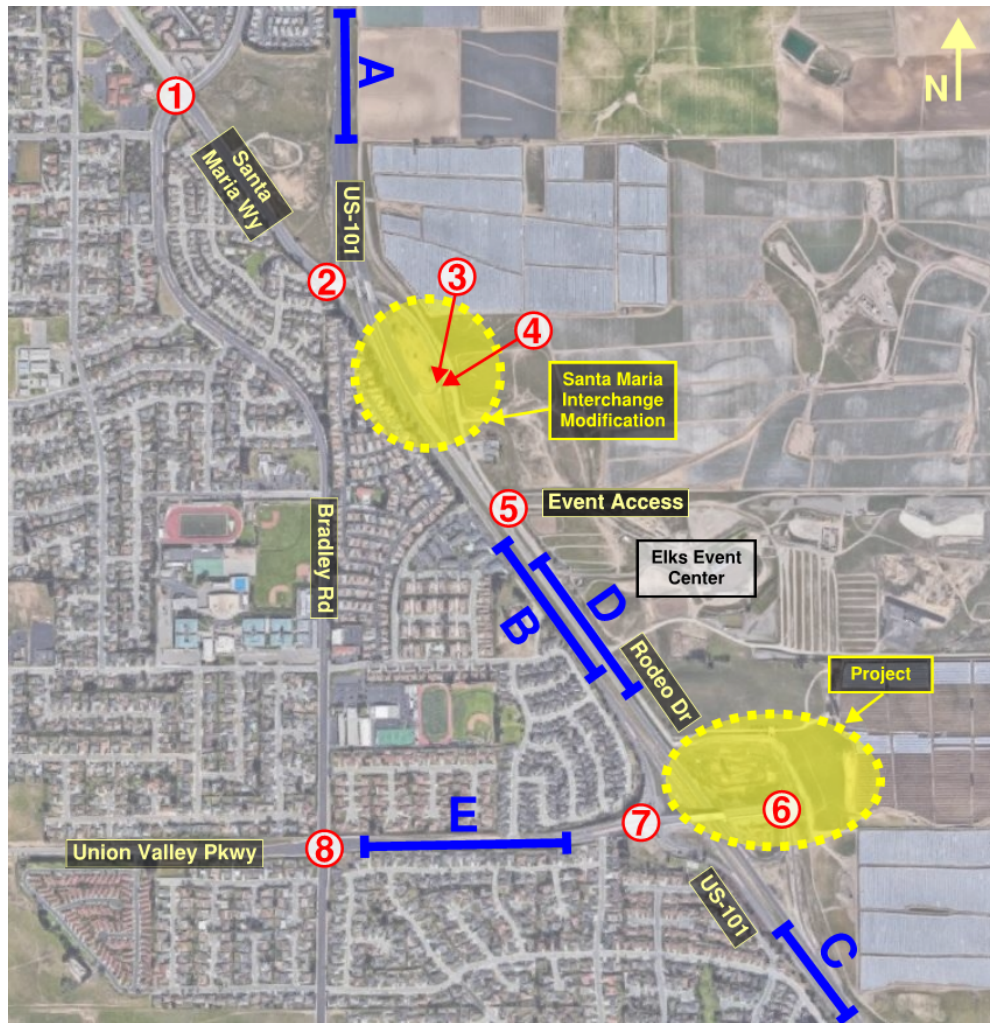 A
N
1
Santa
Maria Wy
US-101
2
3
4
Santa Maria
Interchange
Modification
5
Event Access
Bradley Rd
Elks Event
Center
B
D
Rodeo Dr
Project
E
6
7
8
Union Valley Pkwy
US-101
C